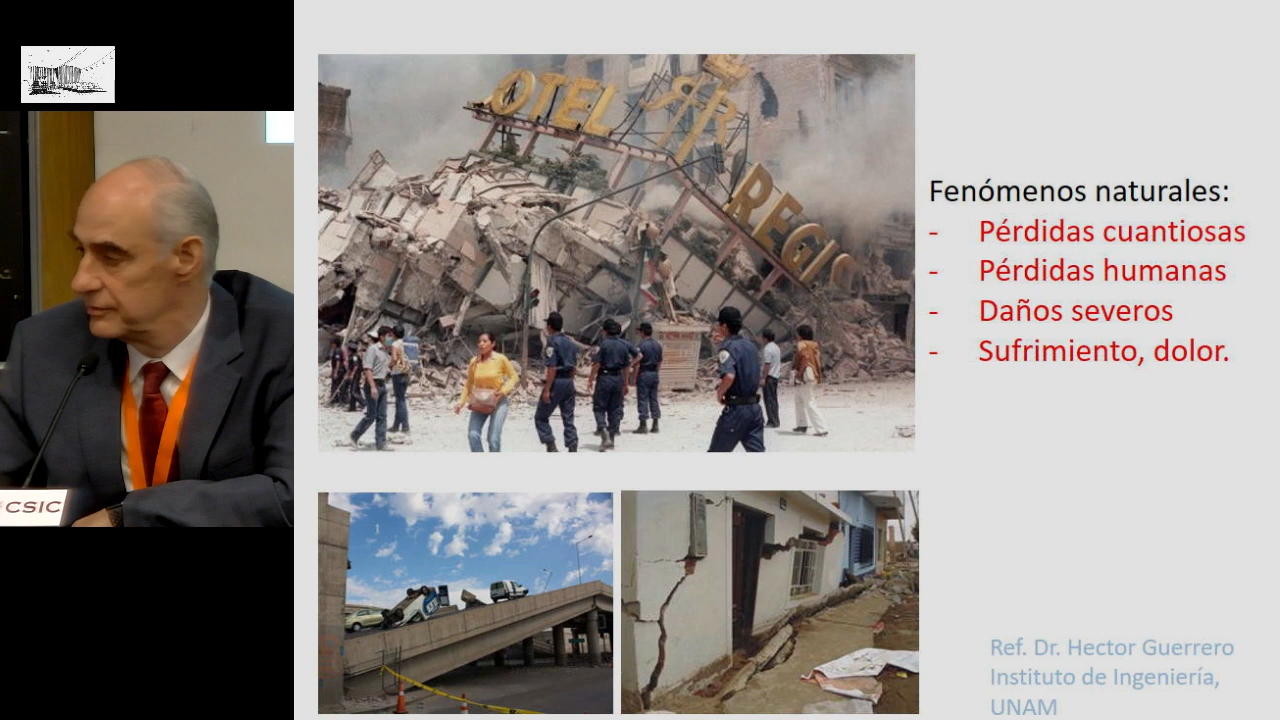 CSIC
OTEL
REGIS
Fenómenos naturales:
- Pérdidas cuantiosas
- Pérdidas humanas
- Daños severos
- Sufrimiento, dolor.
Ref. Dr. Hector Guerrero
Instituto de Ingeniería,
UNAM